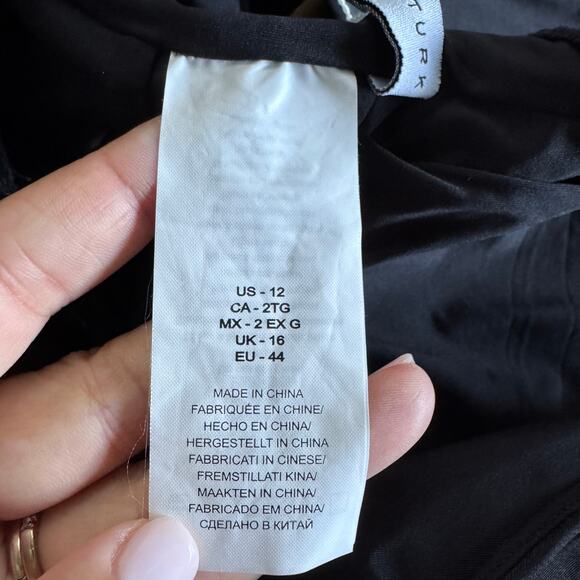 TURK
US - 12
CA - 2TG
MX - 2 EX G
UK - 16
EU - 44
MADE IN CHINA
FABRIQUÉE EN CHINE/
HECHO EN CHINA/
HERGESTELLT IN CHINA
FABBRICATI IN CINESE/
FREMSTILLATI KINA/
MAAKTEN IN CHINA/
FABRICADO EM CHINA/
СДЕЛАНО В КИТАЙ